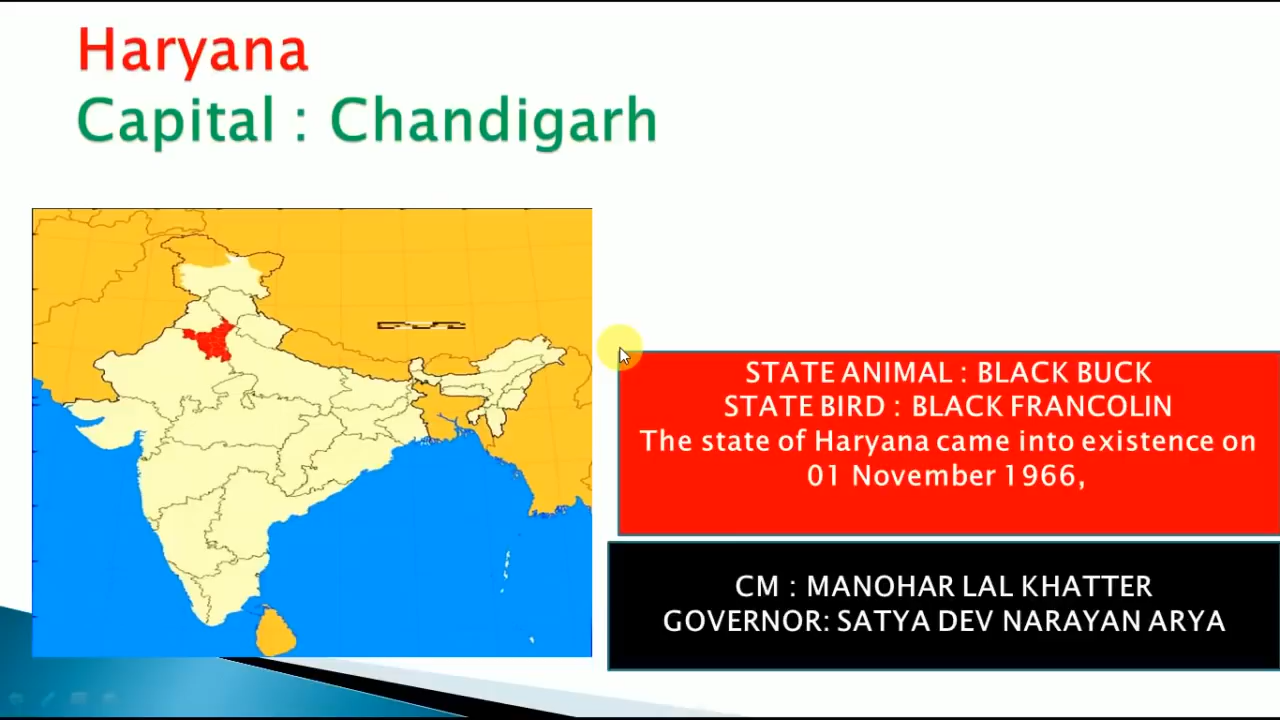 Haryana
Capital : Chandigarh
STATE ANIMAL : BLACK BUCK
STATE BIRD : BLACK FRANCOLIN
The state of Haryana came into existence on
01 November 1966,
CM : MANOHAR LAL KHATTER
GOVERNOR: SATYA DEV NARAYAN ARYA